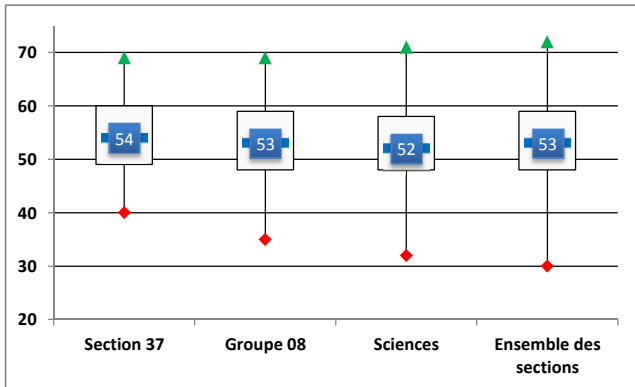 70
60
50
40
30
20
54
53
52
53
Section 37
Groupe 08
Sciences
Ensemble des
sections